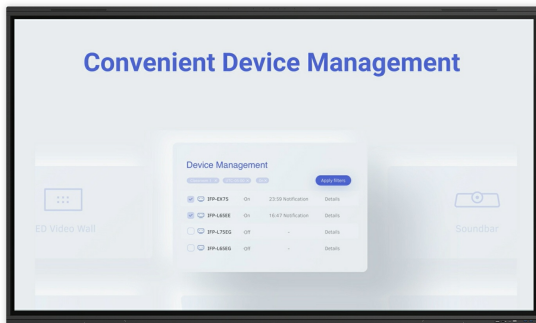 Convenient Device Management
Device Management
Apply filters
IFP-EX75 On 23:59 Notification Details
IFP-L65EE On 16:47 Notification Details
IFP-L75EG Off - Details
IFP-L65EG Off - Details
ED Video Wall
Soundbar